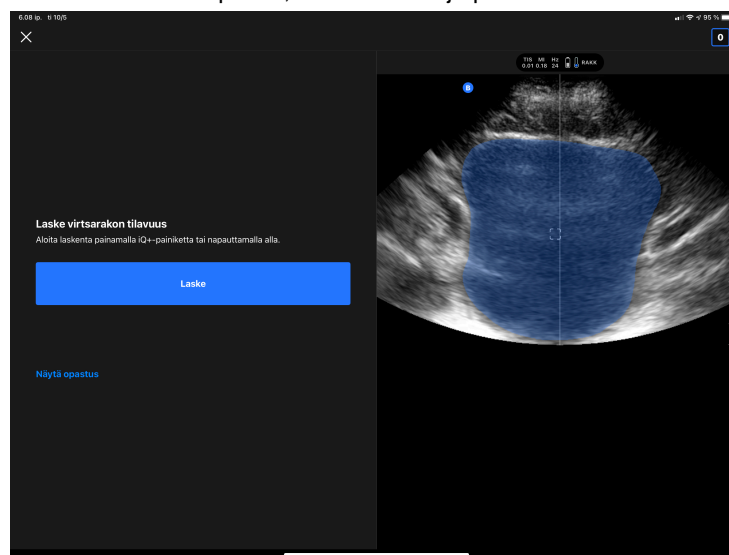 6.08 ip. ti 10/5
95 %
0
TIS MI Hz
0.01 0.18 24
RAKK
B
Laske virtsarakon tilavuus
Aloita laskenta painamalla iQ+-painiketta tai napauttamalla alla.
Laske
Näytä opastus